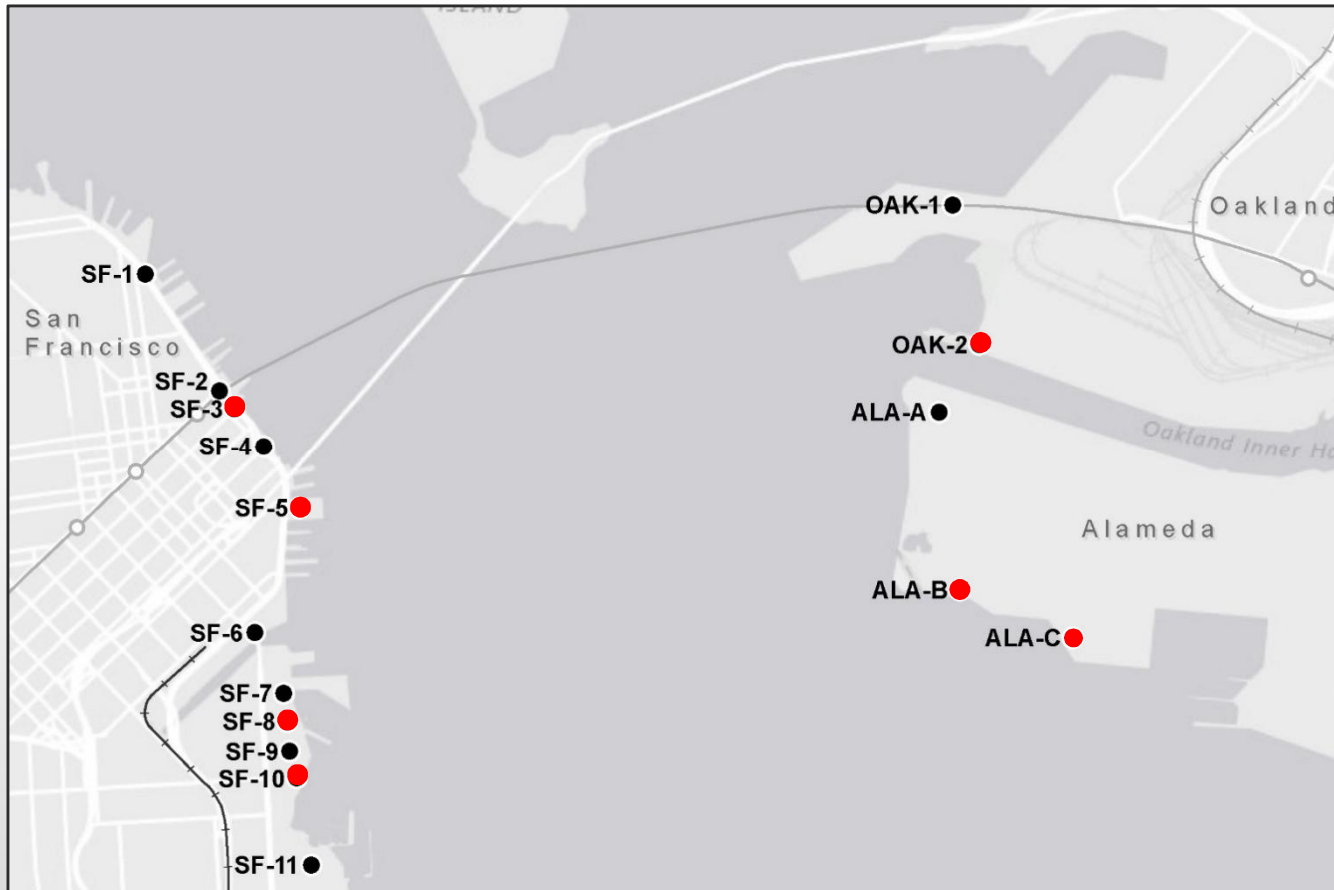 ISLAND
OAK-1
Oakland
SF-1
San
Francisco
OAK-2
SF-2
SF-3
ALA-A
SF-4
Oakland Inner Ha
SF-5
Alameda
ALA-B
SF-6
ALA-C
SF-7
SF-8
SF-9
SF-10
SF-11